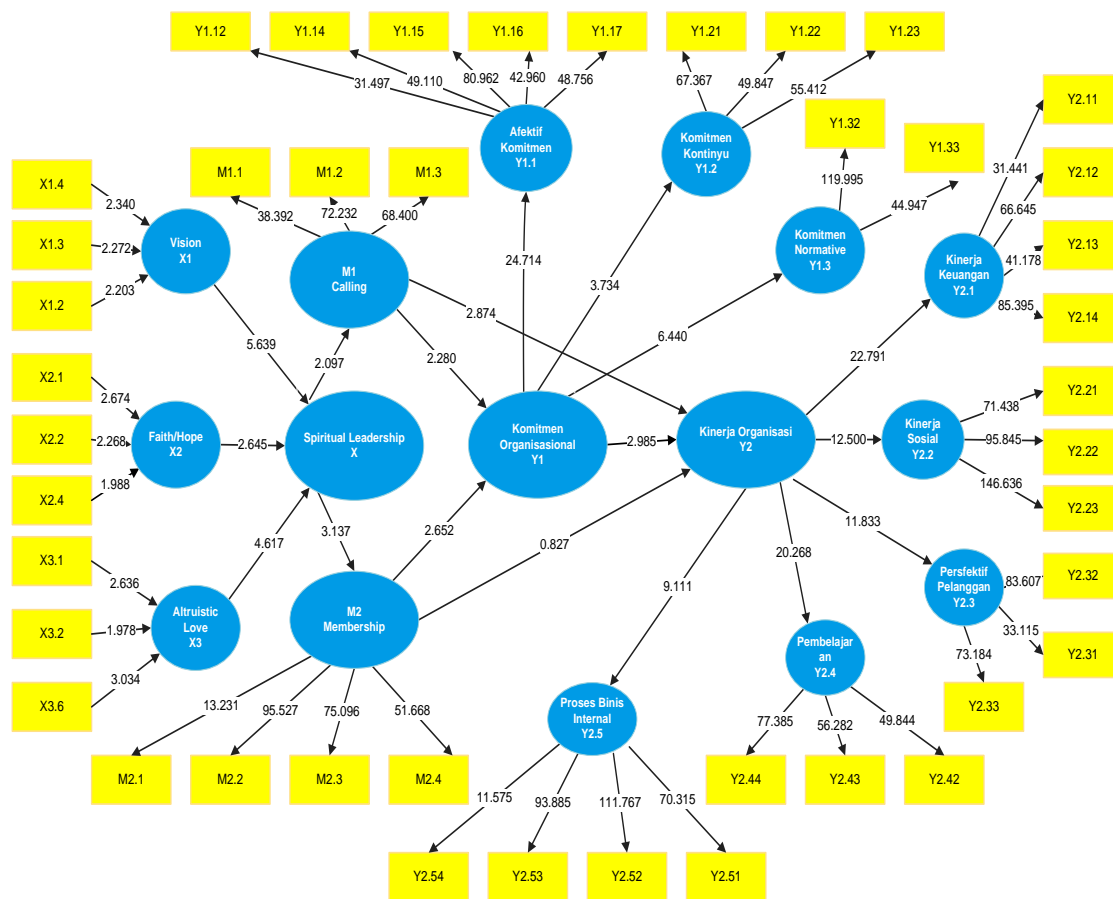 Y1.12
Y1.14
Y1.15
Y1.16
Y1.17
Y1.21
Y1.22
Y1.23
31.497
49.110
80.962
42.960
48.756
67.367
49.847
55.412
Afektif
Komitmen
Y1.1
Komitmen
Kontinyu
Y1.2
Y1.32
Y1.33
119.995
44.947
Komitmen
Normative
Y1.3
Y2.11
Y2.12
Y2.13
Y2.14
31.441
66.645
41.178
85.395
Kinerja
Keuangan
Y2.1
M1.1
M1.2
M1.3
38.392
72.232
68.400
M1
Calling
X1.4
X1.3
X1.2
2.340
2.272
2.203
Vision
X1
5.639
2.097
2.280
2.874
24.714
3.734
6.440
22.791
X2.1
X2.2
X2.4
2.674
2.268
1.988
Faith/Hope
X2
2.645
Spiritual Leadership
X
Komitmen
Organisasional
Y1
2.985
Kinerja Organisasi
Y2
12.500
Kinerja
Sosial
Y2.2
71.438
95.845
146.636
Y2.21
Y2.22
Y2.23
X3.1
X3.2
X3.6
2.636
1.978
3.034
Altruistic
Love
X3
4.617
3.137
2.652
0.827
M2
Membership
13.231
95.527
75.096
51.668
M2.1
M2.2
M2.3
M2.4
9.111
20.268
11.833
Persfektif
Pelanggan
Y2.3
83.607
33.115
73.184
Y2.32
Y2.31
Y2.33
Pembelajar
an
Y2.4
77.385
56.282
49.844
Y2.44
Y2.43
Y2.42
Proses Binis
Internal
Y2.5
11.575
93.885
111.767
70.315
Y2.54
Y2.53
Y2.52
Y2.51